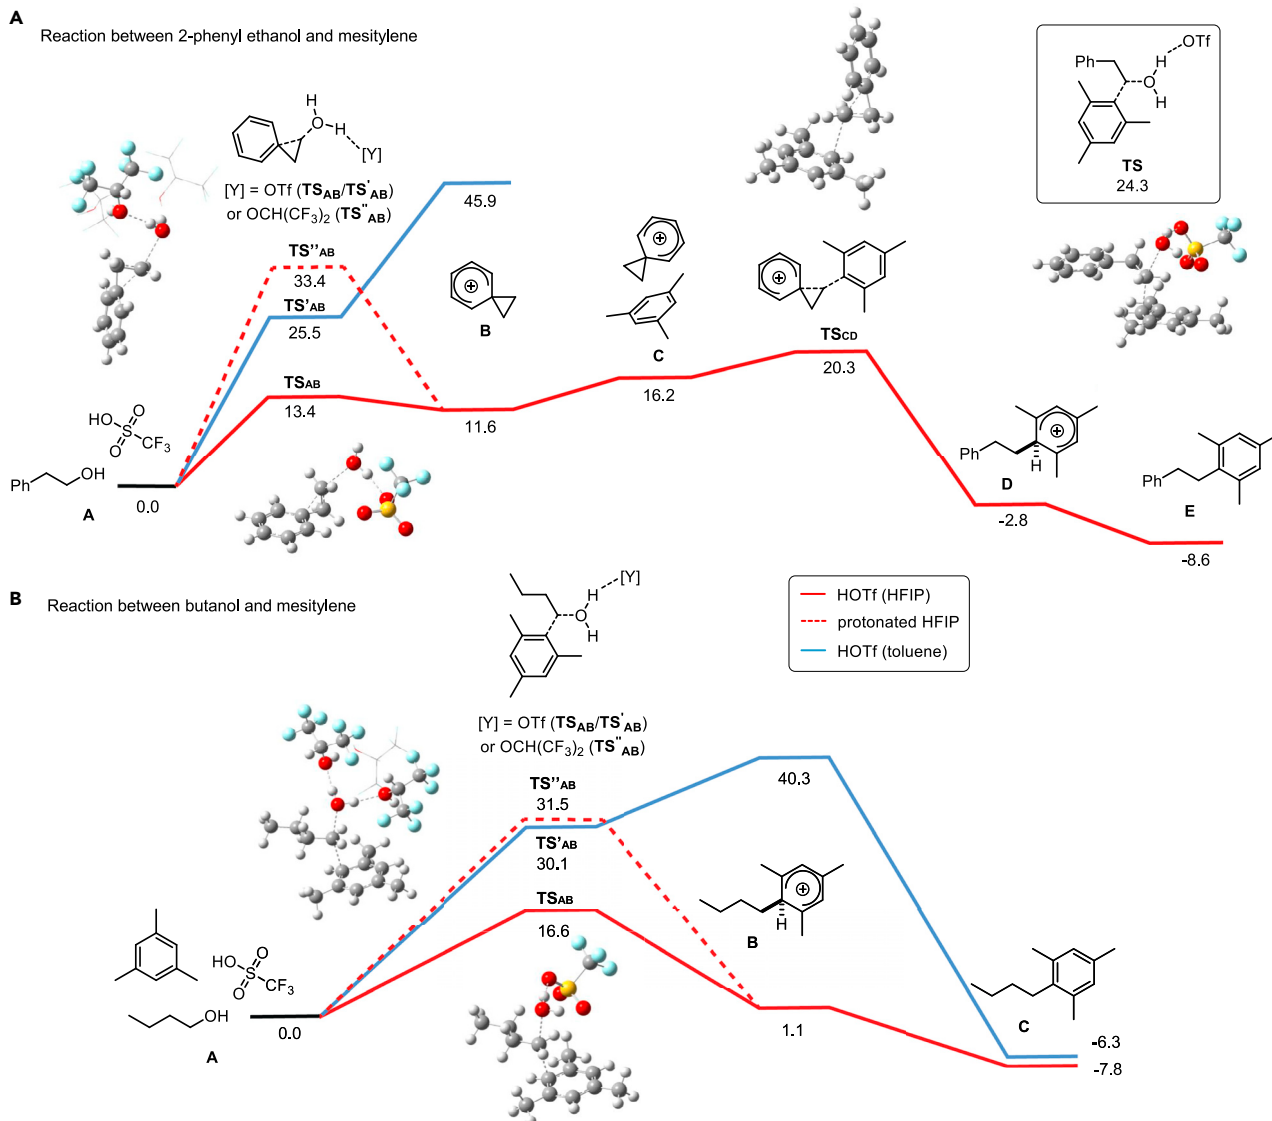 A
Reaction between 2-phenyl ethanol and mesitylene
H
O
H
[Y]
[Y] = OTf (TSAB/TS'AB)
or OCH(CF3)2 (TS"AB)
TS''AB
33.4
TS'AB
25.5
TSAB
13.4
45.9
B
11.6
C
16.2
TSCD
20.3
Ph
OTf
H
O
H
TS
24.3
HO
O
S
O
CF3
Ph
OH
A
0.0
Ph
H
D
-2.8
Ph
E
-8.6
B
Reaction between butanol and mesitylene
[Y]
H
O
H
[Y] = OTf (TSAB/TS'AB)
or OCH(CF3)2 (TS"AB)
HOTf (HFIP)
protonated HFIP
HOTf (toluene)
TS''AB
31.5
TS'AB
30.1
TSAB
16.6
40.3
H
B
1.1
HO
O
S
O
CF3
OH
A
0.0
C
-6.3
-7.8